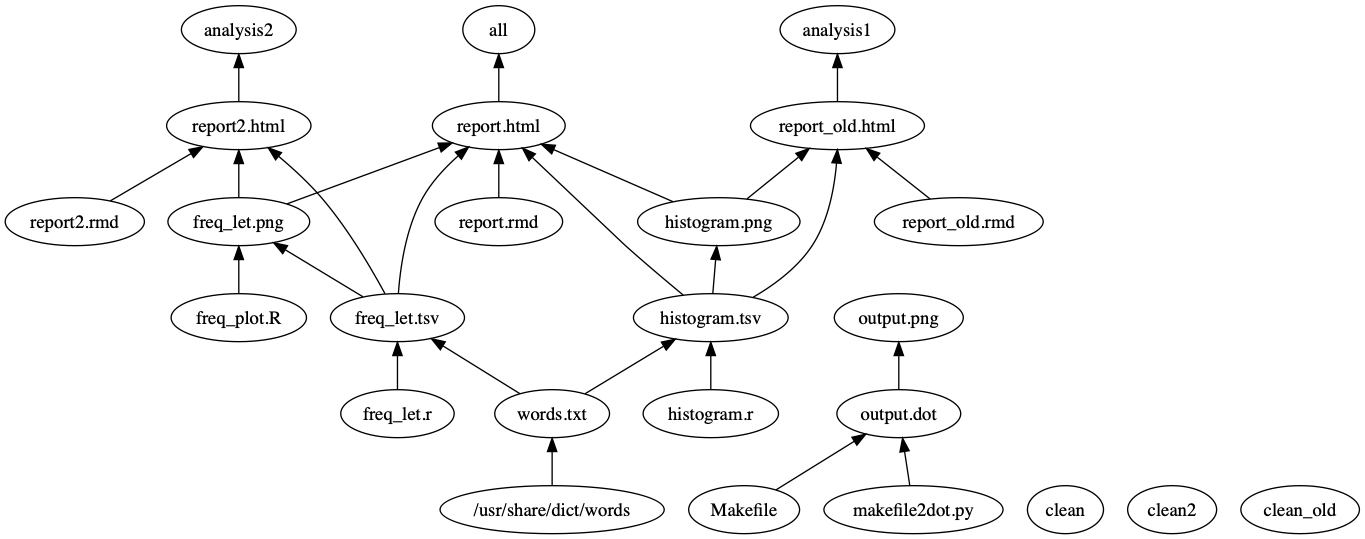 analysis2
all
analysis1
report2.html
report.html
report_old.html
report2.rmd
freq_let.png
report.rmd
histogram.png
report_old.rmd
freq_plot.R
freq_let.tsv
histogram.tsv
output.png
freq_let.r
words.txt
histogram.r
output.dot
/usr/share/dict/words
Makefile
makefile2dot.py
clean
clean2
clean_old